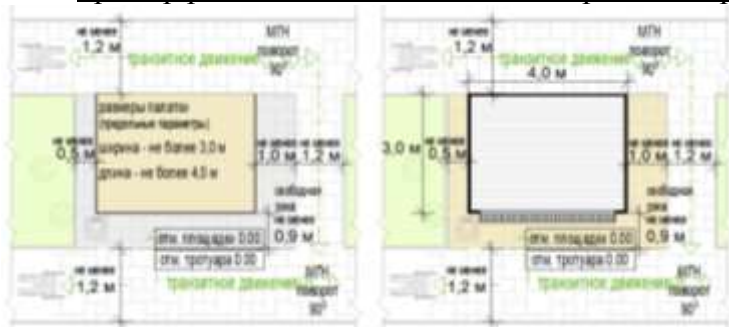 не менее
1,2 м
МГН
поворот
90°
транзитное движение
размеры палаток
(предельные параметры)
ширина - не более 3,0 м
длина - не более 4,0 м
не менее
0,5 м
не менее
1,0 м
не менее
1,2 м
свободная
зона
не менее
0,9 м
отм. площадки 0.00
отм. тротуара 0.00
не менее
1,2 м
транзитное движение
МГН
поворот
90°
не менее
1,2 м
МГН
поворот
90°
транзитное движение
4,0 м
3,0 м
не менее
0,5 м
не менее
1,0 м
не менее
1,2 м
свободная
зона
не менее
0,9 м
отм. площадки 0.00
отм. тротуара 0.00
не менее
1,2 м
транзитное движение
МГН
поворот
90°